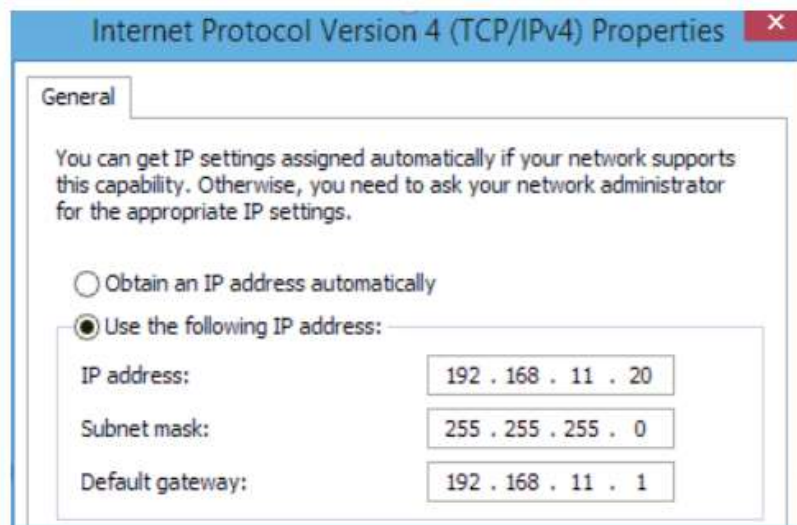 Internet Protocol Version 4 (TCP/IPv4) Properties
General
You can get IP settings assigned automatically if your network supports
this capability. Otherwise, you need to ask your network administrator
for the appropriate IP settings.
Obtain an IP address automatically
Use the following IP address:
IP address: 192 . 168 . 11 . 20
Subnet mask: 255 . 255 . 255 . 0
Default gateway: 192 . 168 . 11 . 1